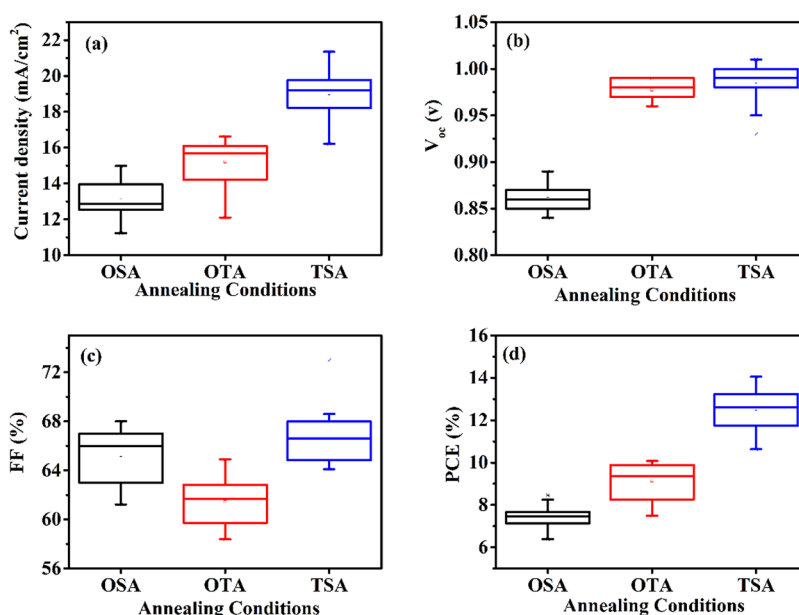 (a)
Current density (mA/cm²)
22
20
18
16
14
12
10
OSA OTA TSA
Annealing Conditions
(b)
V_oc (v)
1.05
1.00
0.95
0.90
0.85
0.80
OSA OTA TSA
Annealing Conditions
(c)
FF (%)
72
68
64
60
56
OSA OTA TSA
Annealing Conditions
(d)
PCE (%)
16
14
12
10
8
6
OSA OTA TSA
Annealing Conditions